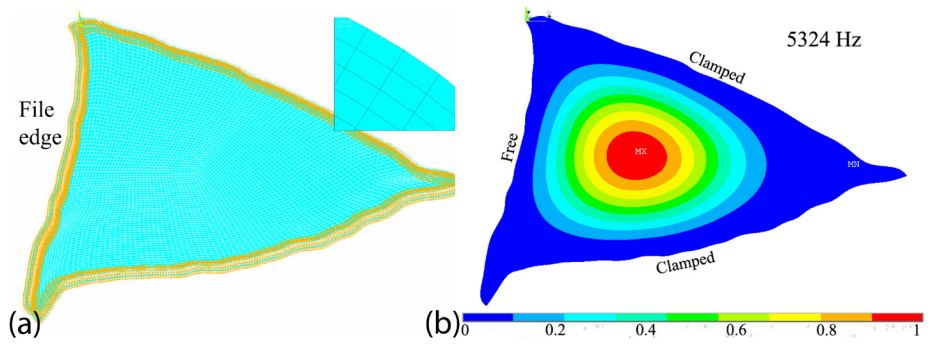 File
edge
(a)
5324 Hz
Clamped
Free
MX
MN
Clamped
(b)
0 0.2 0.4 0.6 0.8 1